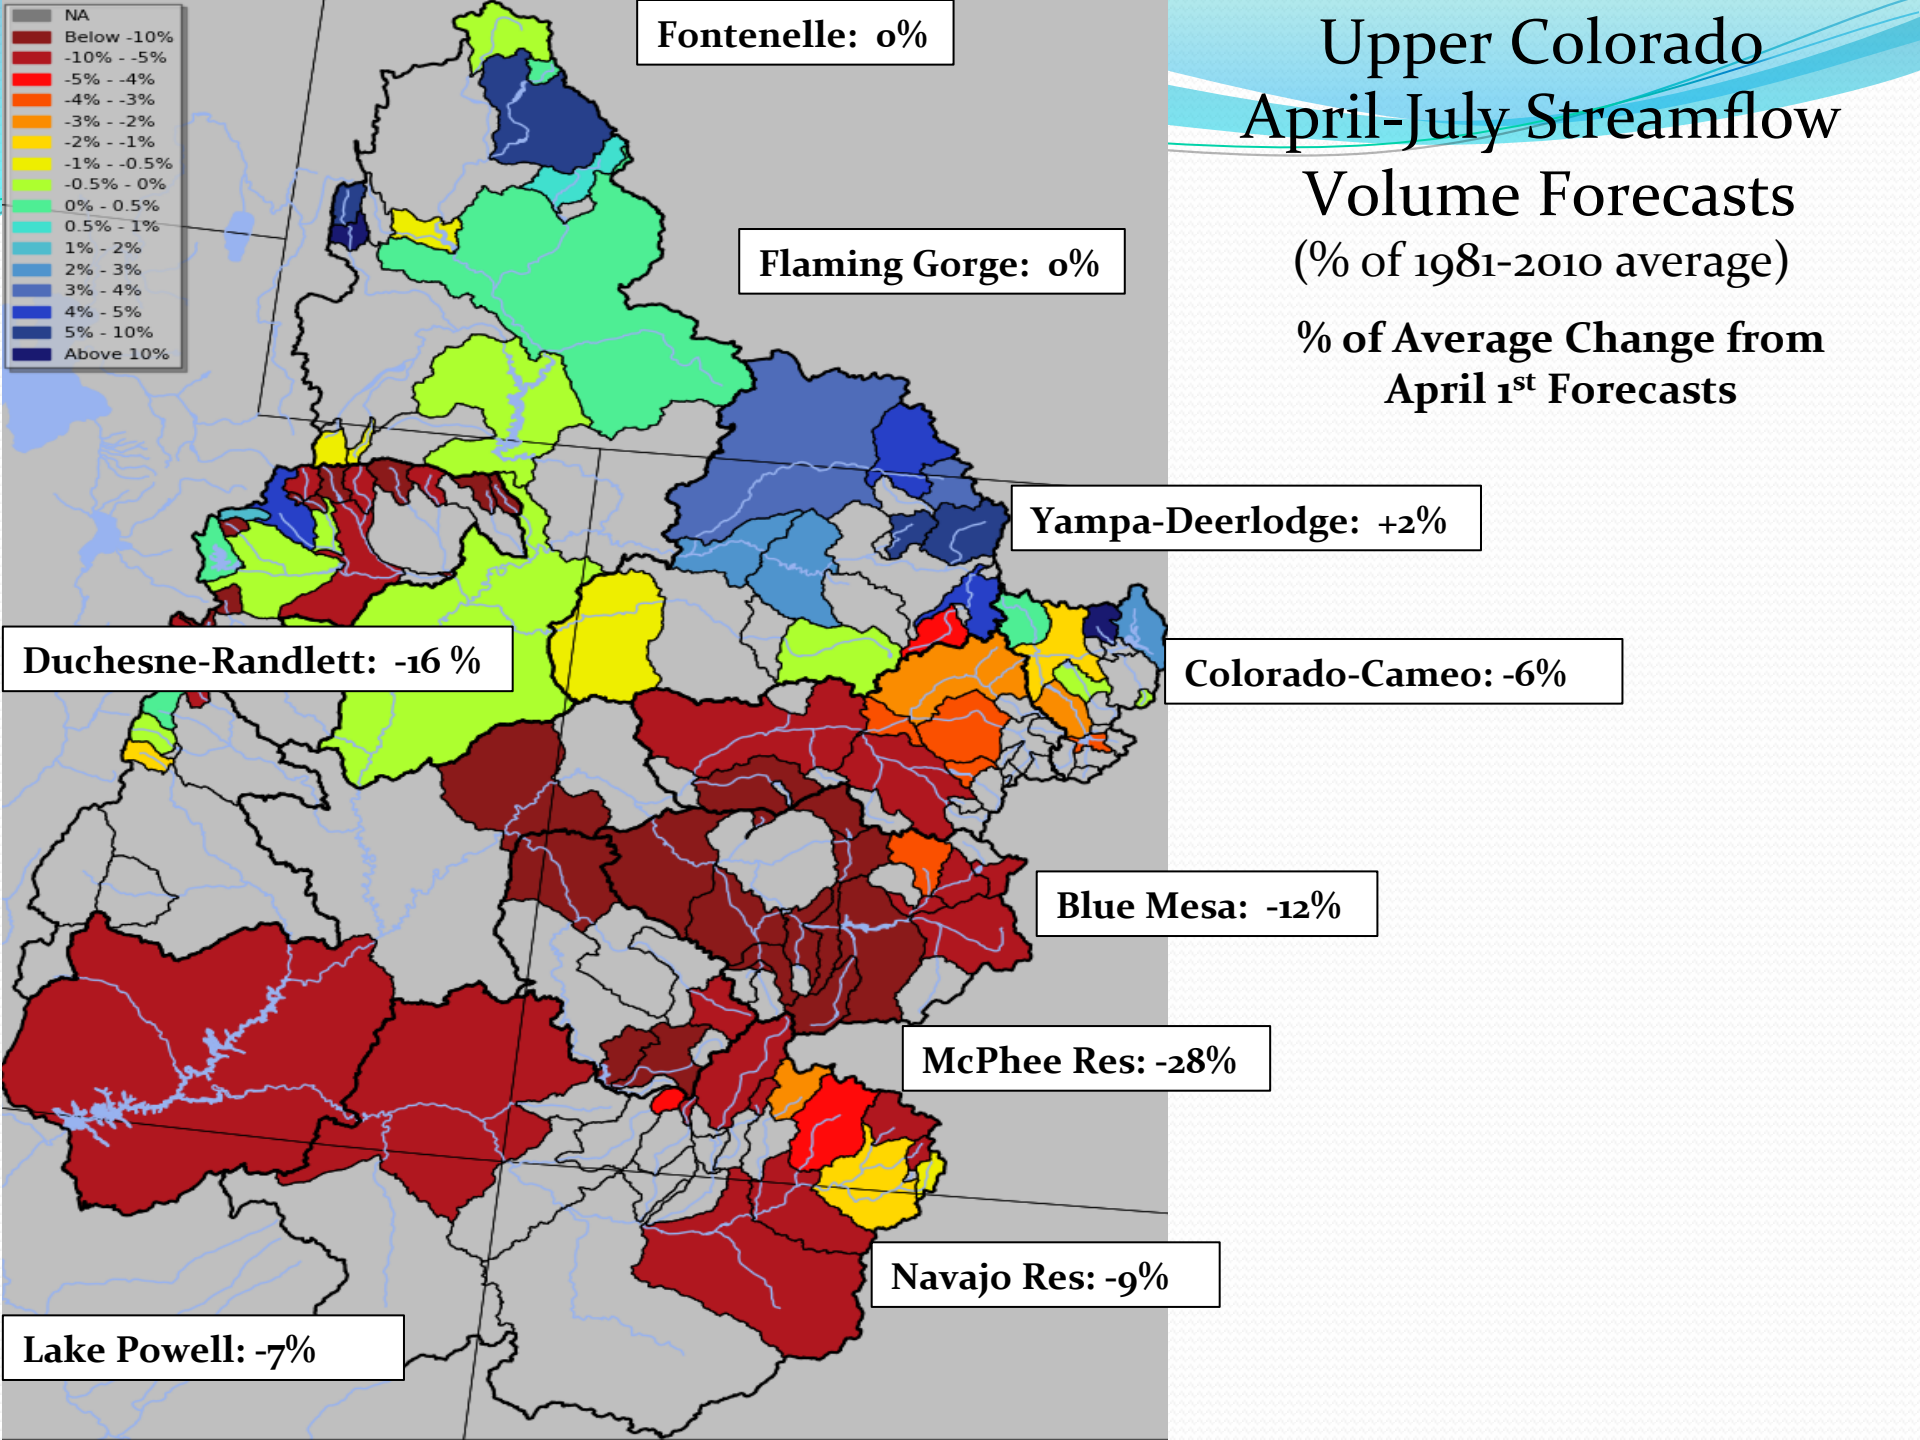 NA
Below -10%
-10% - -5%
-5% - -4%
-4% - -3%
-3% - -2%
-2% - -1%
-1% - -0.5%
-0.5% - 0%
0% - 0.5%
0.5% - 1%
1% - 2%
2% - 3%
3% - 4%
4% - 5%
5% - 10%
Above 10%
Fontenelle: 0%
Upper Colorado
April-July Streamflow
Volume Forecasts
(% of 1981-2010 average)
% of Average Change from
April 1st Forecasts
Flaming Gorge: 0%
Yampa-Deerlodge: +2%
Duchesne-Randlett: -16 %
Colorado-Cameo: -6%
Blue Mesa: -12%
McPhee Res: -28%
Navajo Res: -9%
Lake Powell: -7%